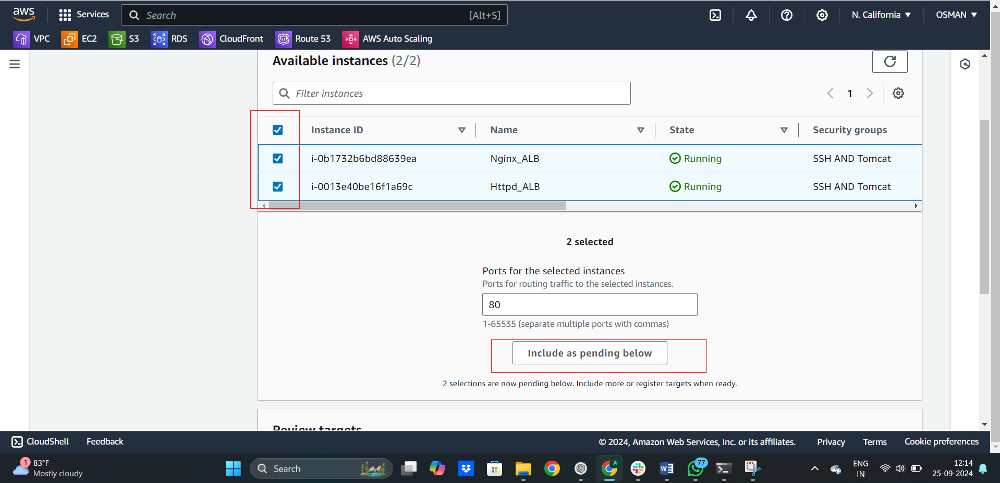 aws
Services
Search
[Alt+S]
N. California ▼
OSMAN ▼
VPC
EC2
S3
RDS
CloudFront
53
Route 53
AWS Auto Scaling
Available instances (2/2)
Filter instances
1
Instance ID
Name
State
Security groups
i-0b1732b6bd88639ea
Nginx_ALB
Running
SSH AND Tomcat
i-0013e40be16f1a69c
Httpd_ALB
Running
SSH AND Tomcat
2 selected
Ports for the selected instances
Ports for routing traffic to the selected instances.
80
1-65535 (separate multiple ports with commas)
Include as pending below
2 selections are now pending below. Include more or register targets when ready.
Review targets
CloudShell
Feedback
© 2024, Amazon Web Services, Inc. or its affiliates.
Privacy
Terms
Cookie preferences
1
83°F
Mostly cloudy
Search
A
77
ENG
IN
12:14
25-09-2024